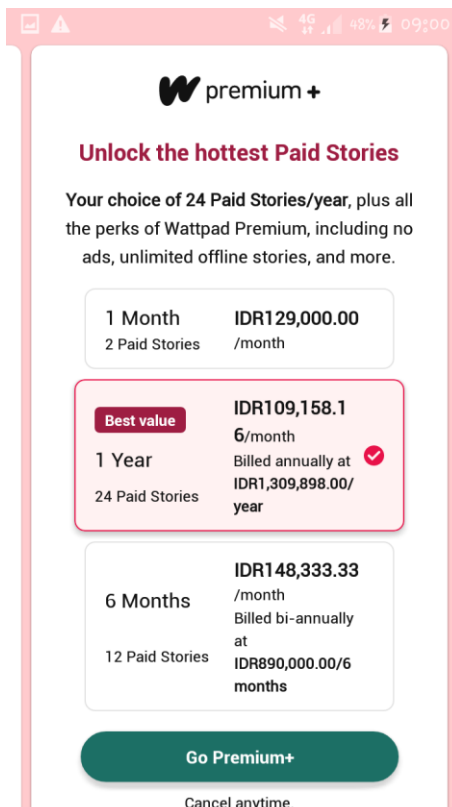 4G 48% 09:00
W premium +
Unlock the hottest Paid Stories
Your choice of 24 Paid Stories/year, plus all
the perks of Wattpad Premium, including no
ads, unlimited offline stories, and more.
1 Month IDR129,000.00
2 Paid Stories /month
Best value IDR109,158.1
6/month
1 Year Billed annually at
24 Paid Stories IDR1,309,898.00/
year
IDR148,333.33
6 Months /month
Billed bi-annually
12 Paid Stories at
IDR890,000.00/6
months
Go Premium+
Cancel anytime